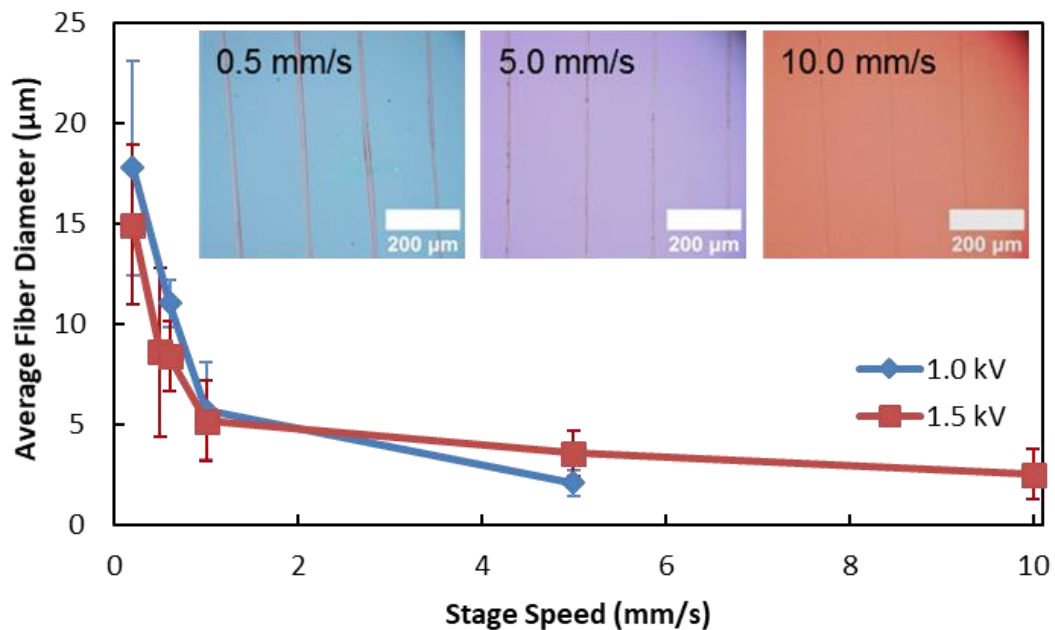 25
20
15
10
5
0
Average Fiber Diameter (µm)
0.5 mm/s
200 µm
5.0 mm/s
200 µm
10.0 mm/s
200 µm
1.0 kV
1.5 kV
0 2 4 6 8 10
Stage Speed (mm/s)